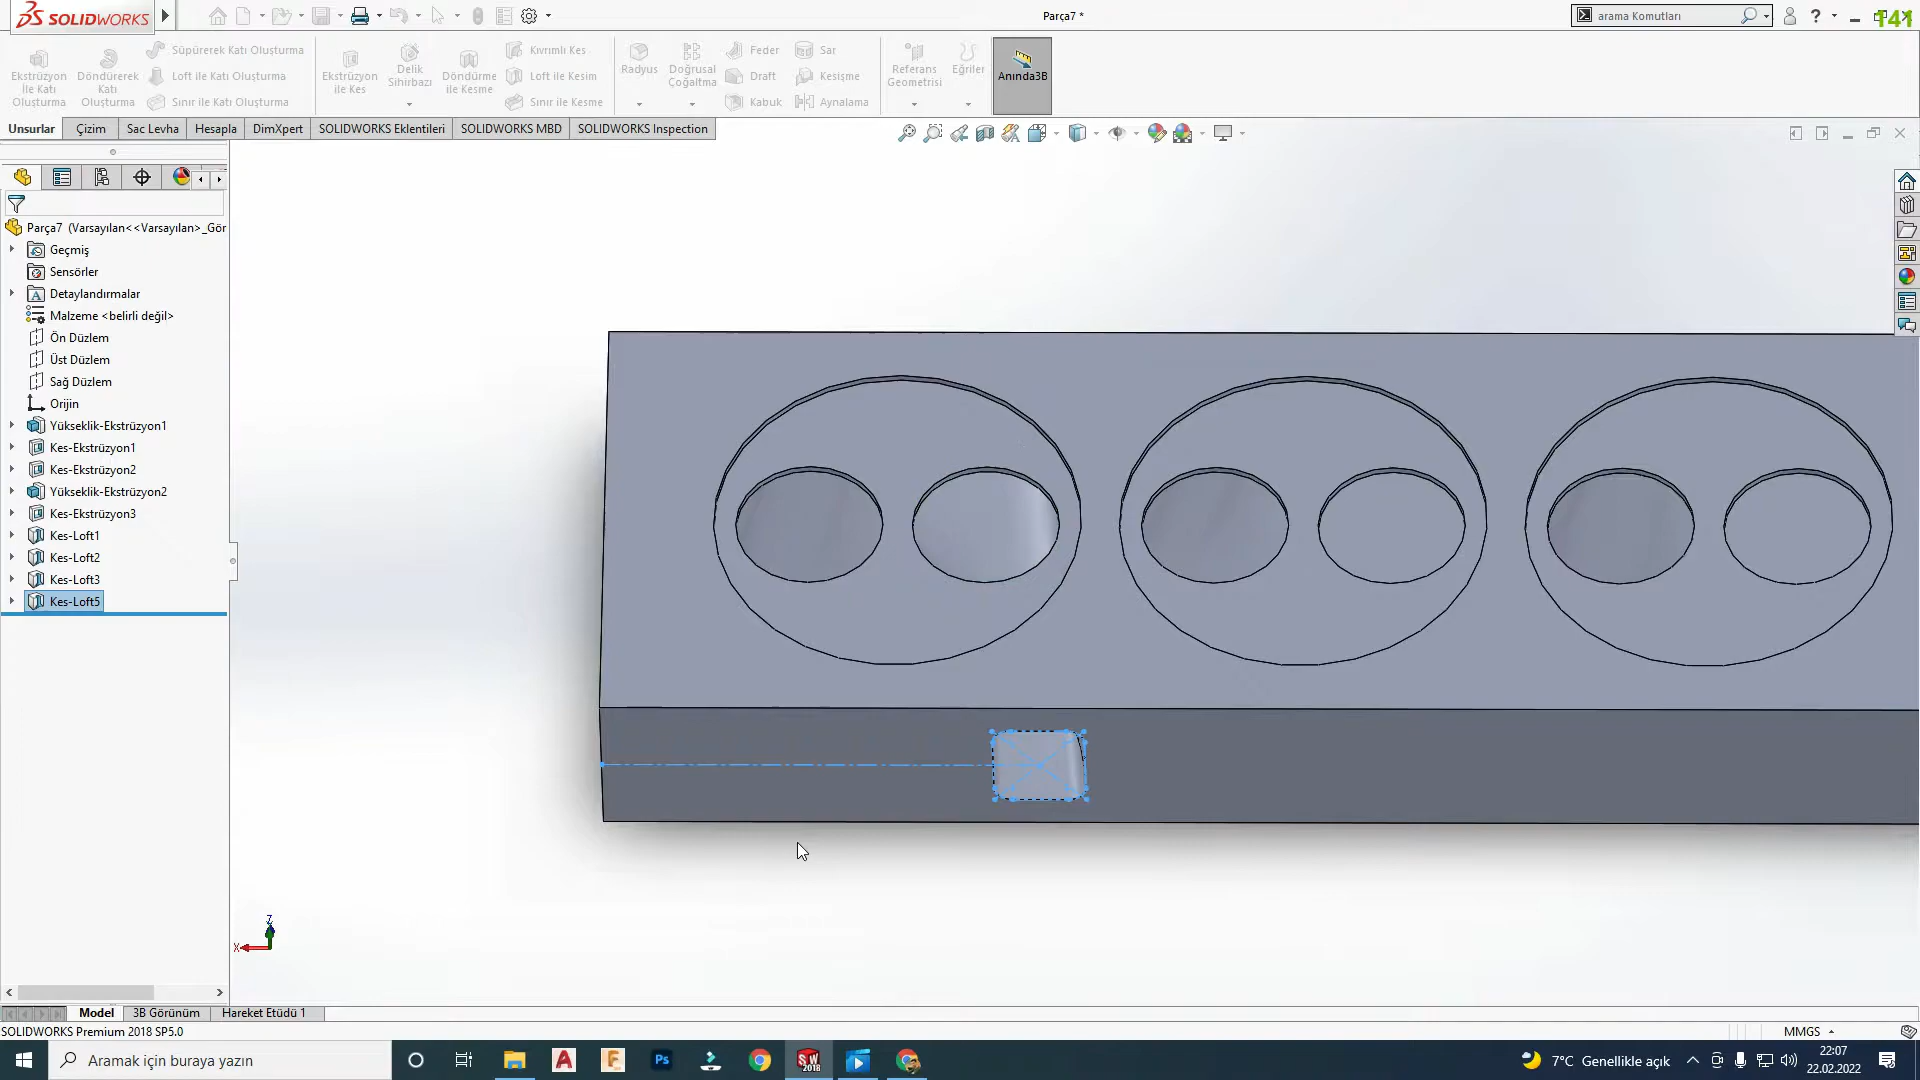 SOLIDWORKS
Parça7 *
arama Komutları
141
Ekstrüzyon ile Katı Oluşturma
Döndürerek Katı Oluşturma
Süpürerek Katı Oluşturma
Loft ile Katı Oluşturma
Sınır ile Katı Oluşturma
Ekstrüzyon ile Kes
Delik Sihirbazı
Döndürme ile Kesme
Kıvrımlı Kes
Loft ile Kesim
Sınır ile Kesme
Radyus
Doğrusal Çoğaltma
Feder
Draft
Kabuk
Sar
Kesişme
Aynalama
Referans Geometrisi
Eğriler
Anında3B
Unsurlar
Çizim
Sac Levha
Hesapla
DimXpert
SOLIDWORKS Eklentileri
SOLIDWORKS MBD
SOLIDWORKS Inspection
Parça7 (Varsayılan<<Varsayılan>_Gör
Geçmiş
Sensörler
Detaylandırmalar
Malzeme <belirli değil>
Ön Düzlem
Üst Düzlem
Sağ Düzlem
Orijin
Yükseklik-Ekstrüzyon1
Kes-Ekstrüzyon1
Kes-Ekstrüzyon2
Yükseklik-Ekstrüzyon2
Kes-Ekstrüzyon3
Kes-Loft1
Kes-Loft2
Kes-Loft3
Kes-Loft5
Z
X
Model
3B Görünüm
Hareket Etüdü 1
SOLIDWORKS Premium 2018 SP5.0
MMGS
Aramak için buraya yazın
7°C Genellikle açık
22:07
22.02.2022